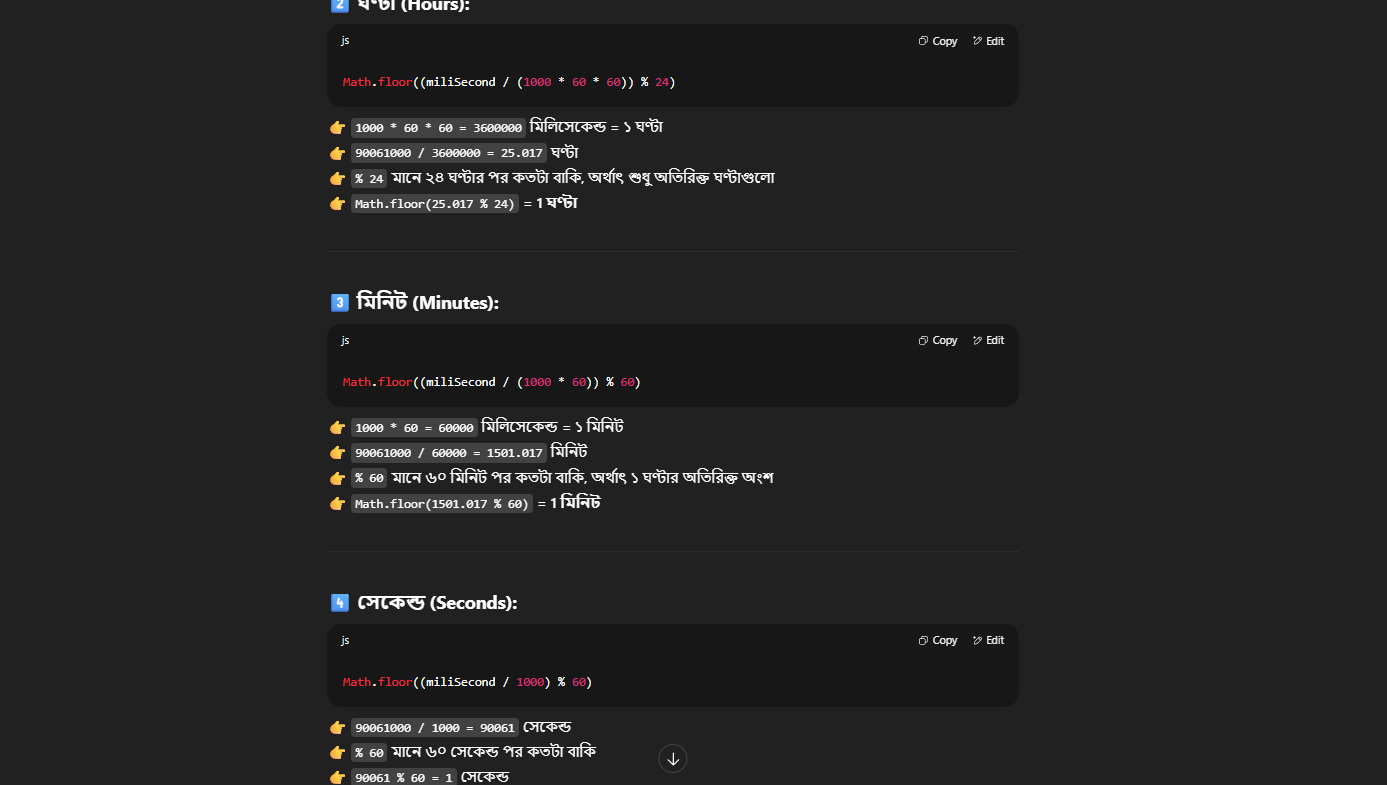 2 ঘণ্টা (Hours):
js
Copy Edit
Math.floor((miliSecond / (1000 * 60 * 60)) % 24)
👉 1000 * 60 * 60 = 3600000 মিলিসেকেন্ড = ১ ঘণ্টা
👉 90061000 / 3600000 = 25.017 ঘণ্টা
👉 % 24 মানে ২৪ ঘণ্টার পর কতটা বাকি, অর্থাৎ শুধু অতিরিক্ত ঘণ্টাগুলো
👉 Math.floor(25.017 % 24) = 1 ঘণ্টা
3 মিনিট (Minutes):
js
Copy Edit
Math.floor((miliSecond / (1000 * 60)) % 60)
👉 1000 * 60 = 60000 মিলিসেকেন্ড = ১ মিনিট
👉 90061000 / 60000 = 1501.017 মিনিট
👉 % 60 মানে ৬০ মিনিট পর কতটা বাকি, অর্থাৎ ১ ঘণ্টার অতিরিক্ত অংশ
👉 Math.floor(1501.017 % 60) = 1 মিনিট
4 সেকেন্ড (Seconds):
js
Copy Edit
Math.floor((miliSecond / 1000) % 60)
👉 90061000 / 1000 = 90061 সেকেন্ড
👉 % 60 মানে ৬০ সেকেন্ড পর কতটা বাকি
👉 90061 % 60 = 1 সেকেন্ড